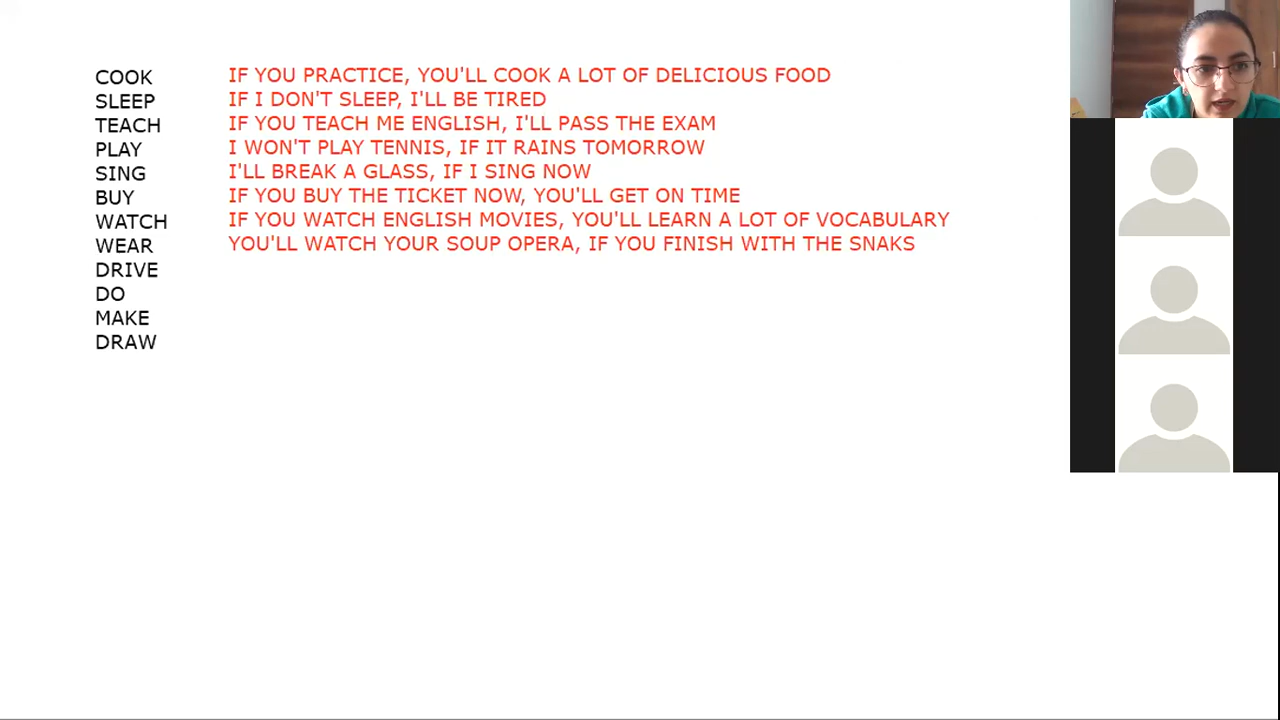 COOK IF YOU PRACTICE, YOU'LL COOK A LOT OF DELICIOUS FOOD
SLEEP IF I DON'T SLEEP, I'LL BE TIRED
TEACH IF YOU TEACH ME ENGLISH, I'LL PASS THE EXAM
PLAY I WON'T PLAY TENNIS, IF IT RAINS TOMORROW
SING I'LL BREAK A GLASS, IF I SING NOW
BUY IF YOU BUY THE TICKET NOW, YOU'LL GET ON TIME
WATCH IF YOU WATCH ENGLISH MOVIES, YOU'LL LEARN A LOT OF VOCABULARY
WEAR YOU'LL WATCH YOUR SOUP OPERA, IF YOU FINISH WITH THE SNAKS
DRIVE
DO
MAKE
DRAW